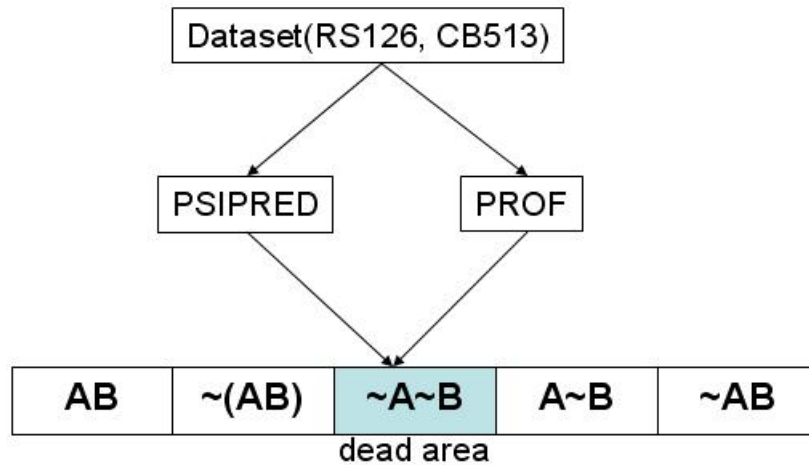 Dataset(RS126, CB513)
PSIPRED PROF
AB ~(AB) ~A~B A~B ~AB
dead area